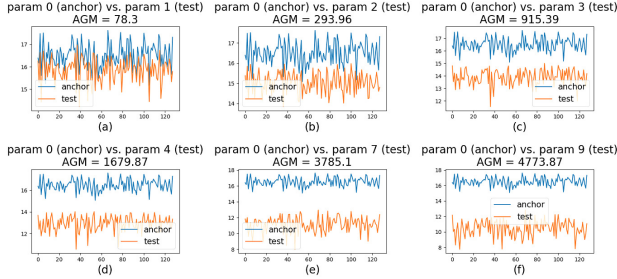 param 0 (anchor) vs. param 1 (test)
AGM = 78.3
17
16
15
anchor
test
0 20 40 60 80 100 120
(a)
param 0 (anchor) vs. param 2 (test)
AGM = 293.96
17
16
15
14
anchor
test
0 20 40 60 80 100 120
(b)
param 0 (anchor) vs. param 3 (test)
AGM = 915.39
17
16
15
14
13
12
anchor
test
0 20 40 60 80 100 120
(c)
param 0 (anchor) vs. param 4 (test)
AGM = 1679.87
16
14
12
anchor
test
0 20 40 60 80 100 120
(d)
param 0 (anchor) vs. param 7 (test)
AGM = 3785.1
18
16
14
12
10
8
anchor
test
0 20 40 60 80 100 120
(e)
param 0 (anchor) vs. param 9 (test)
AGM = 4773.87
18
16
14
12
10
8
anchor
test
0 20 40 60 80 100 120
(f)